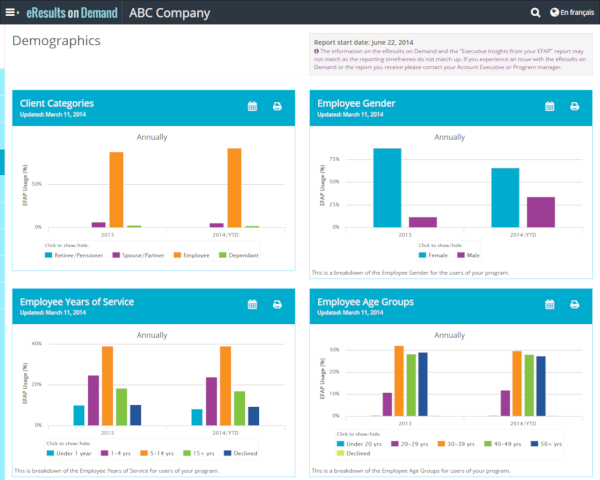 eResults on Demand
ABC Company
En français
Demographics
Report start date: June 22, 2014
The information on the eResults on Demand and the "Executive Insights from your EFAP" report may
not match as the reporting timeframes do not match up. If you experience an issue with the eResults on
Demand or the report you receive please contact your Account Executive or Program manager.
Client Categories
Updated: March 11, 2014
Annually
EFAP Usage (%)
50%
0%
2013
2014/YTD
Click to show/hide:
Retiree/Pensioner
Spouse/Partner
Employee
Dependant
Employee Gender
Updated: March 11, 2014
Annually
EFAP Usage (%)
75%
50%
25%
0%
2013
2014/YTD
Click to show/hide:
Female
Male
This is a breakdown of the Employee Gender for the users of your program.
Employee Years of Service
Updated: March 11, 2014
Annually
EFAP Usage (%)
40%
20%
0%
2013
2014/YTD
Click to show/hide:
Under 1 year
1-4 yrs
5-14 yrs
15+ yrs
Declined
This is breakdown of the Employee Years of Service for users of your program.
Employee Age Groups
Updated: March 11, 2014
Annually
EFAP Usage (%)
30%
20%
10%
0%
2013
2014/YTD
Click to show/hide:
Under 20 yrs
20-29 yrs
30-39 yrs
40-49 yrs
50+ yrs
Declined
This is a breakdown of the Employee Age Groups for users of your program.